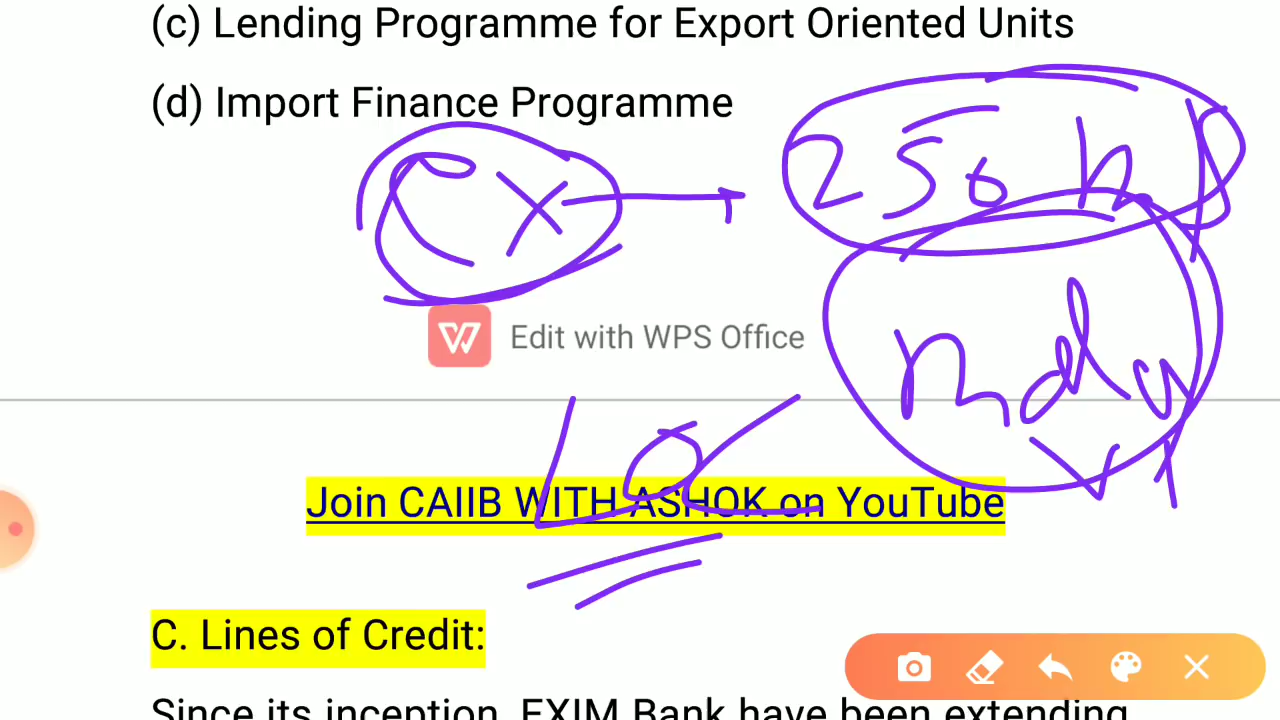 (c) Lending Programme for Export Oriented Units
(d) Import Finance Programme
Edit with WPS Office
LOC
Join CAIIB WITH ASHOK on YouTube
C. Lines of Credit:
Since its inception, EXIM Bank have been extending